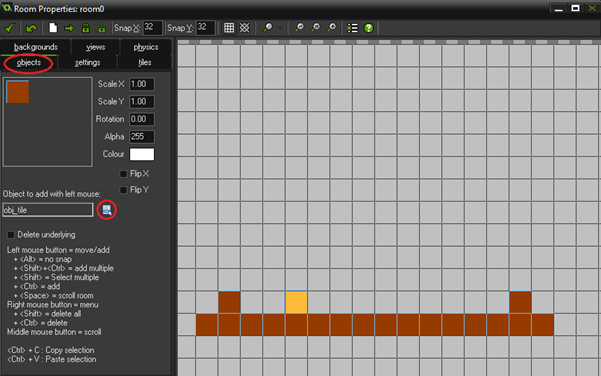 Room Properties: room0
Snap X: 32 Snap Y: 32
backgrounds views physics
objects settings tiles
Scale X 1.00
Scale Y 1.00
Rotation 0.00
Alpha 255
Colour
Flip X
Flip Y
Object to add with left mouse:
obj_tile
Delete underlying
Left mouse button = move/add
+ <Alt> = no snap
+ <Shift>+<Ctrl> = add multiple
+ <Shift> = Select multiple
+ <Ctrl> = add
+ <Space> = scroll room
Right mouse button = menu
+ <Shift> = delete all
+ <Ctrl> = delete
Middle mouse button = scroll
<Ctrl> + C : Copy selection
<Ctrl> + V : Paste selection